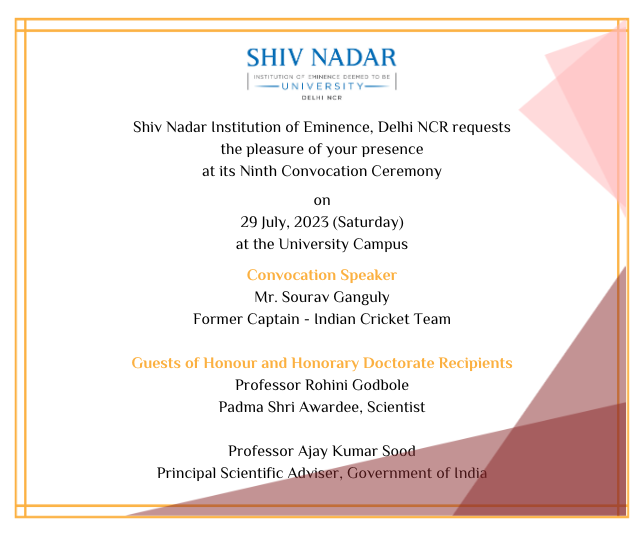 SHIV NADAR
INSTITUTION OF EMINENCE DEEMED TO BE
UNIVERSITY
DELHI NCR
Shiv Nadar Institution of Eminence, Delhi NCR requests
the pleasure of your presence
at its Ninth Convocation Ceremony
on
29 July, 2023 (Saturday)
at the University Campus
Convocation Speaker
Mr. Sourav Ganguly
Former Captain - Indian Cricket Team
Guests of Honour and Honorary Doctorate Recipients
Professor Rohini Godbole
Padma Shri Awardee, Scientist
Professor Ajay Kumar Sood
Principal Scientific Adviser, Government of India